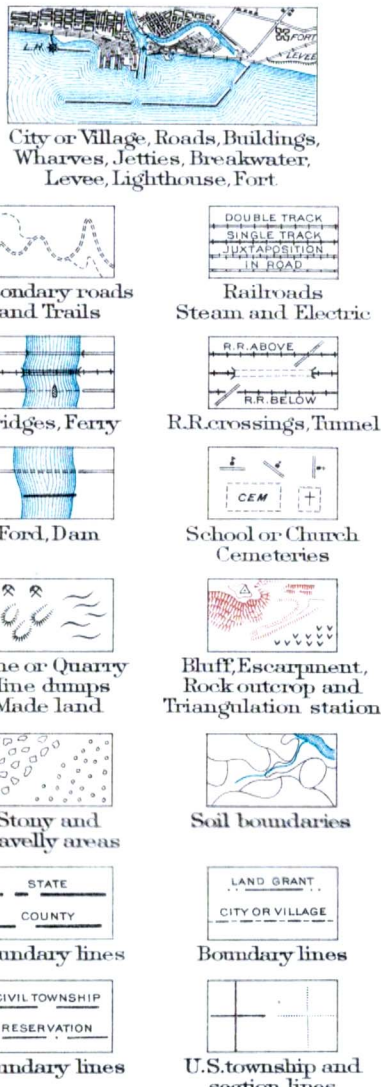 L.H.
FORT
LEVEE
City or Village, Roads, Buildings,
Wharves, Jetties, Breakwater,
Levee, Lighthouse, Fort
ondary roads
and Trails
DOUBLE TRACK
SINGLE TRACK
JUXTAPOSITION
IN ROAD
Railroads
Steam and Electric
ridges, Ferry
R.R. ABOVE
R.R. BELOW
R.R. crossings, Tunnel
Ford, Dam
CEM
School or Church
Cemeteries
ne or Quarry
ine dumps
Made land
Bluff, Escarpment,
Rock outcrop and
Triangulation station
Stony and
avelly areas
Soil boundaries
STATE
COUNTY
undary lines
LAND GRANT
CITY OR VILLAGE
Boundary lines
CIVIL TOWNSHIP
RESERVATION
undary lines
U.S. township and
section lines